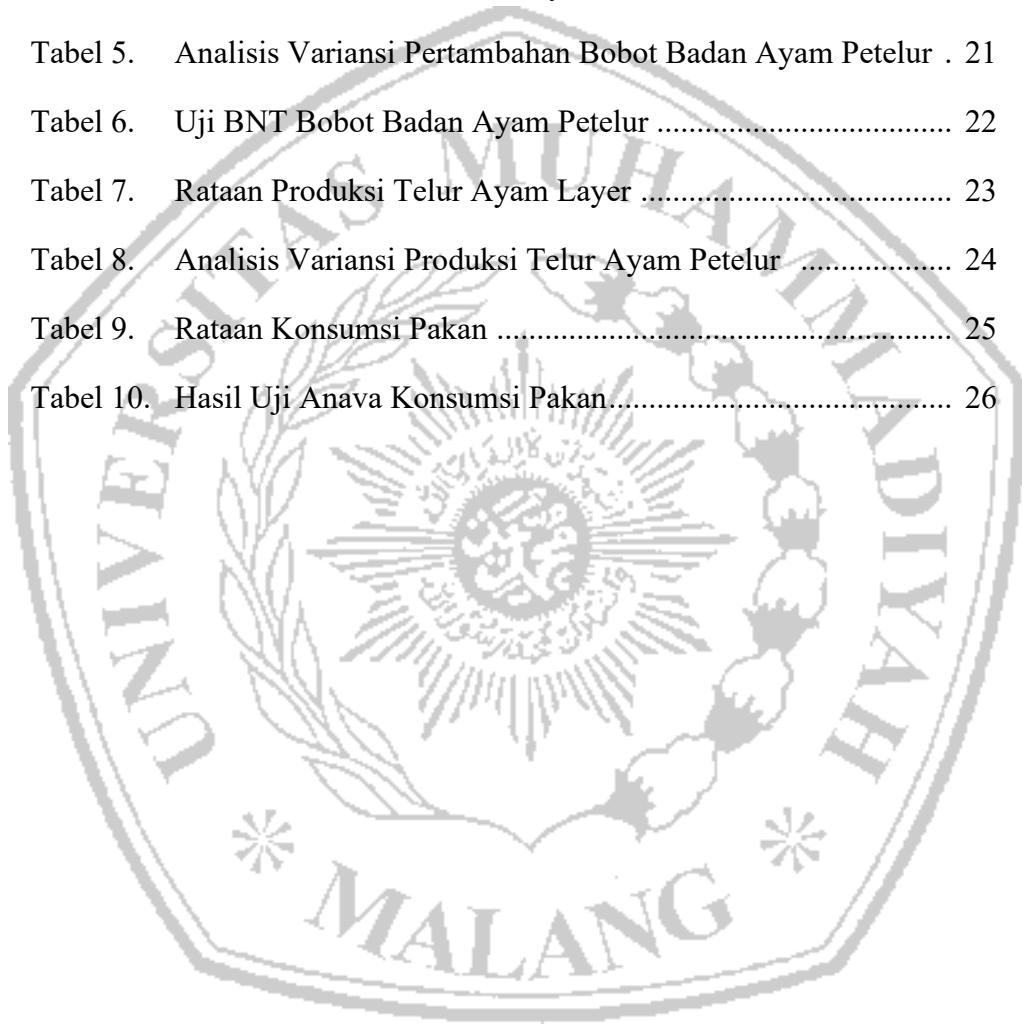 Tabel 5. Analisis Variansi Pertambahan Bobot Badan Ayam Petelur . 21
Tabel 6. Uji BNT Bobot Badan Ayam Petelur ................................ 22
Tabel 7. Rataan Produksi Telur Ayam Layer .................................. 23
Tabel 8. Analisis Variansi Produksi Telur Ayam Petelur ................ 24
Tabel 9. Rataan Konsumsi Pakan ................................................. 25
Tabel 10. Hasil Uji Anava Konsumsi Pakan..................................... 26
UNIVERSITAS MUHAMMADIYAH
MALANG